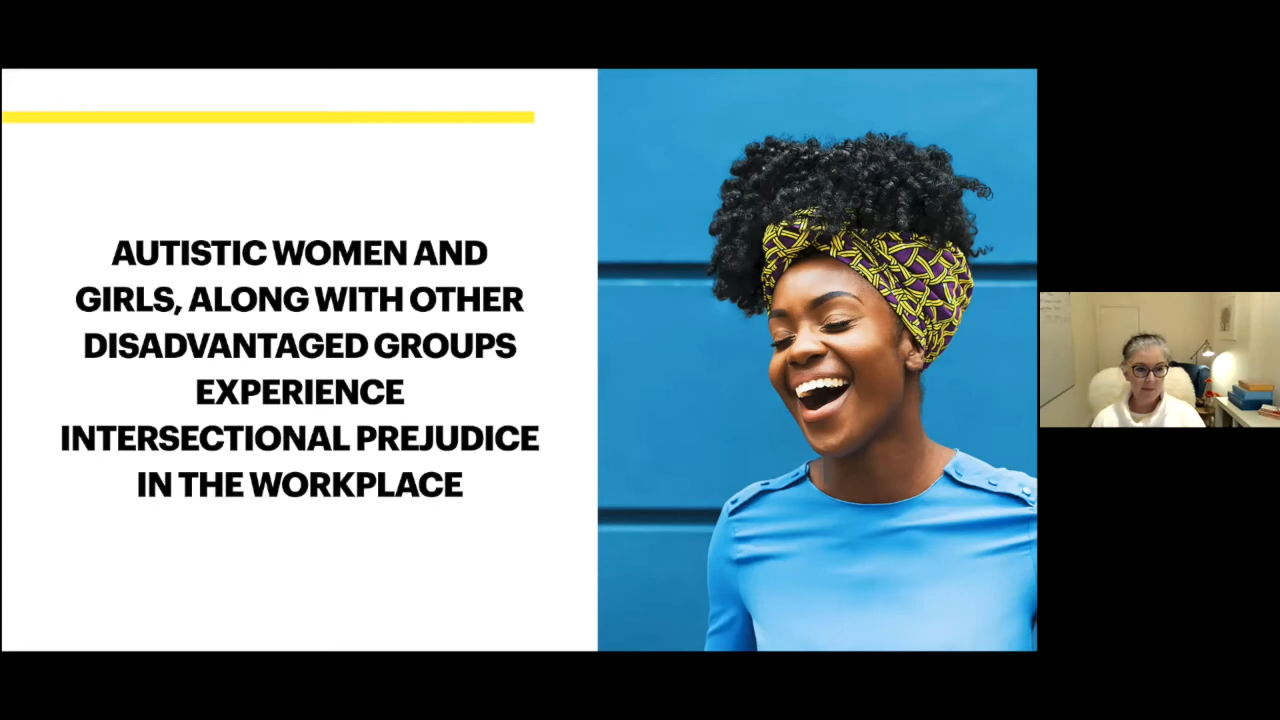 AUTISTIC WOMEN AND
GIRLS, ALONG WITH OTHER
DISADVANTAGED GROUPS
EXPERIENCE
INTERSECTIONAL PREJUDICE
IN THE WORKPLACE